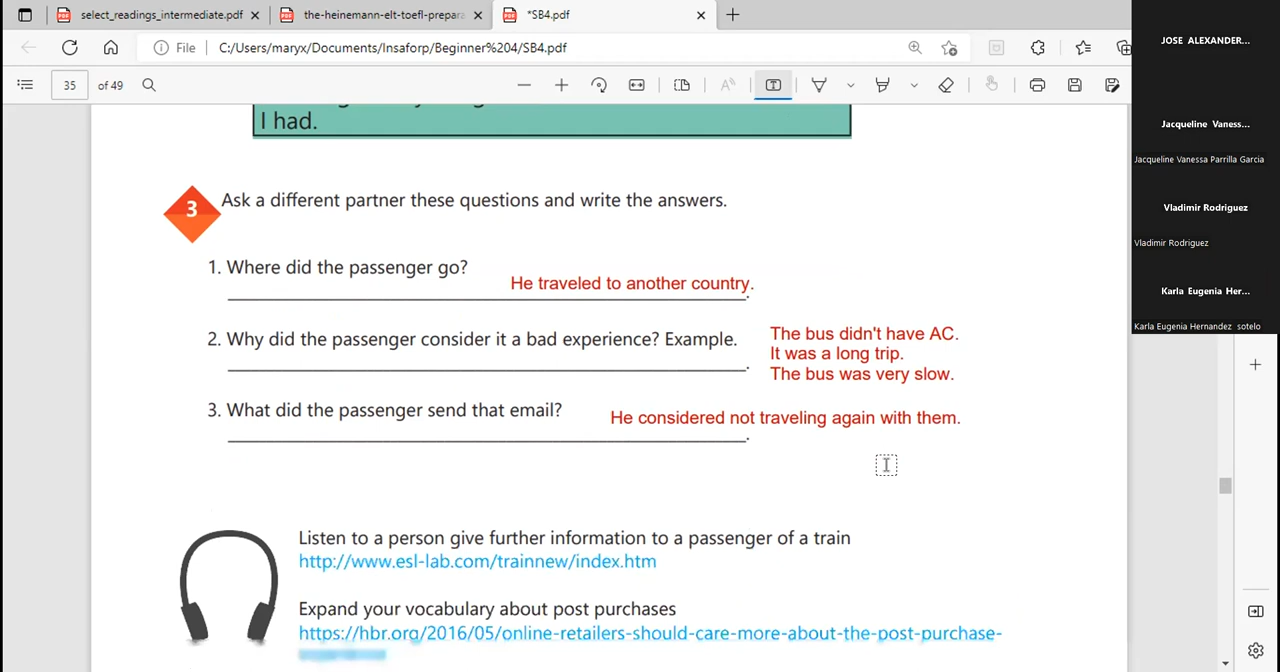 select_readings_intermediate.pdf
the-heinemann-elt-toefl-prepara
*SB4.pdf
File C:/Users/maryx/Documents/Insaforp/Beginner%204/SB4.pdf
35 of 49
I had.
3 Ask a different partner these questions and write the answers.
1. Where did the passenger go?
He traveled to another country.
2. Why did the passenger consider it a bad experience? Example.
The bus didn't have AC.
It was a long trip.
The bus was very slow.
3. What did the passenger send that email?
He considered not traveling again with them.
Listen to a person give further information to a passenger of a train
http://www.esl-lab.com/trainnew/index.htm
Expand your vocabulary about post purchases
https://hbr.org/2016/05/online-retailers-should-care-more-about-the-post-purchase-
JOSE ALEXANDER...
Jacqueline Vaness...
Jacqueline Vanessa Parrilla Garcia
Vladimir Rodriguez
Vladimir Rodriguez
Karla Eugenia Her...
Karla Eugenia Hernandez sotelo